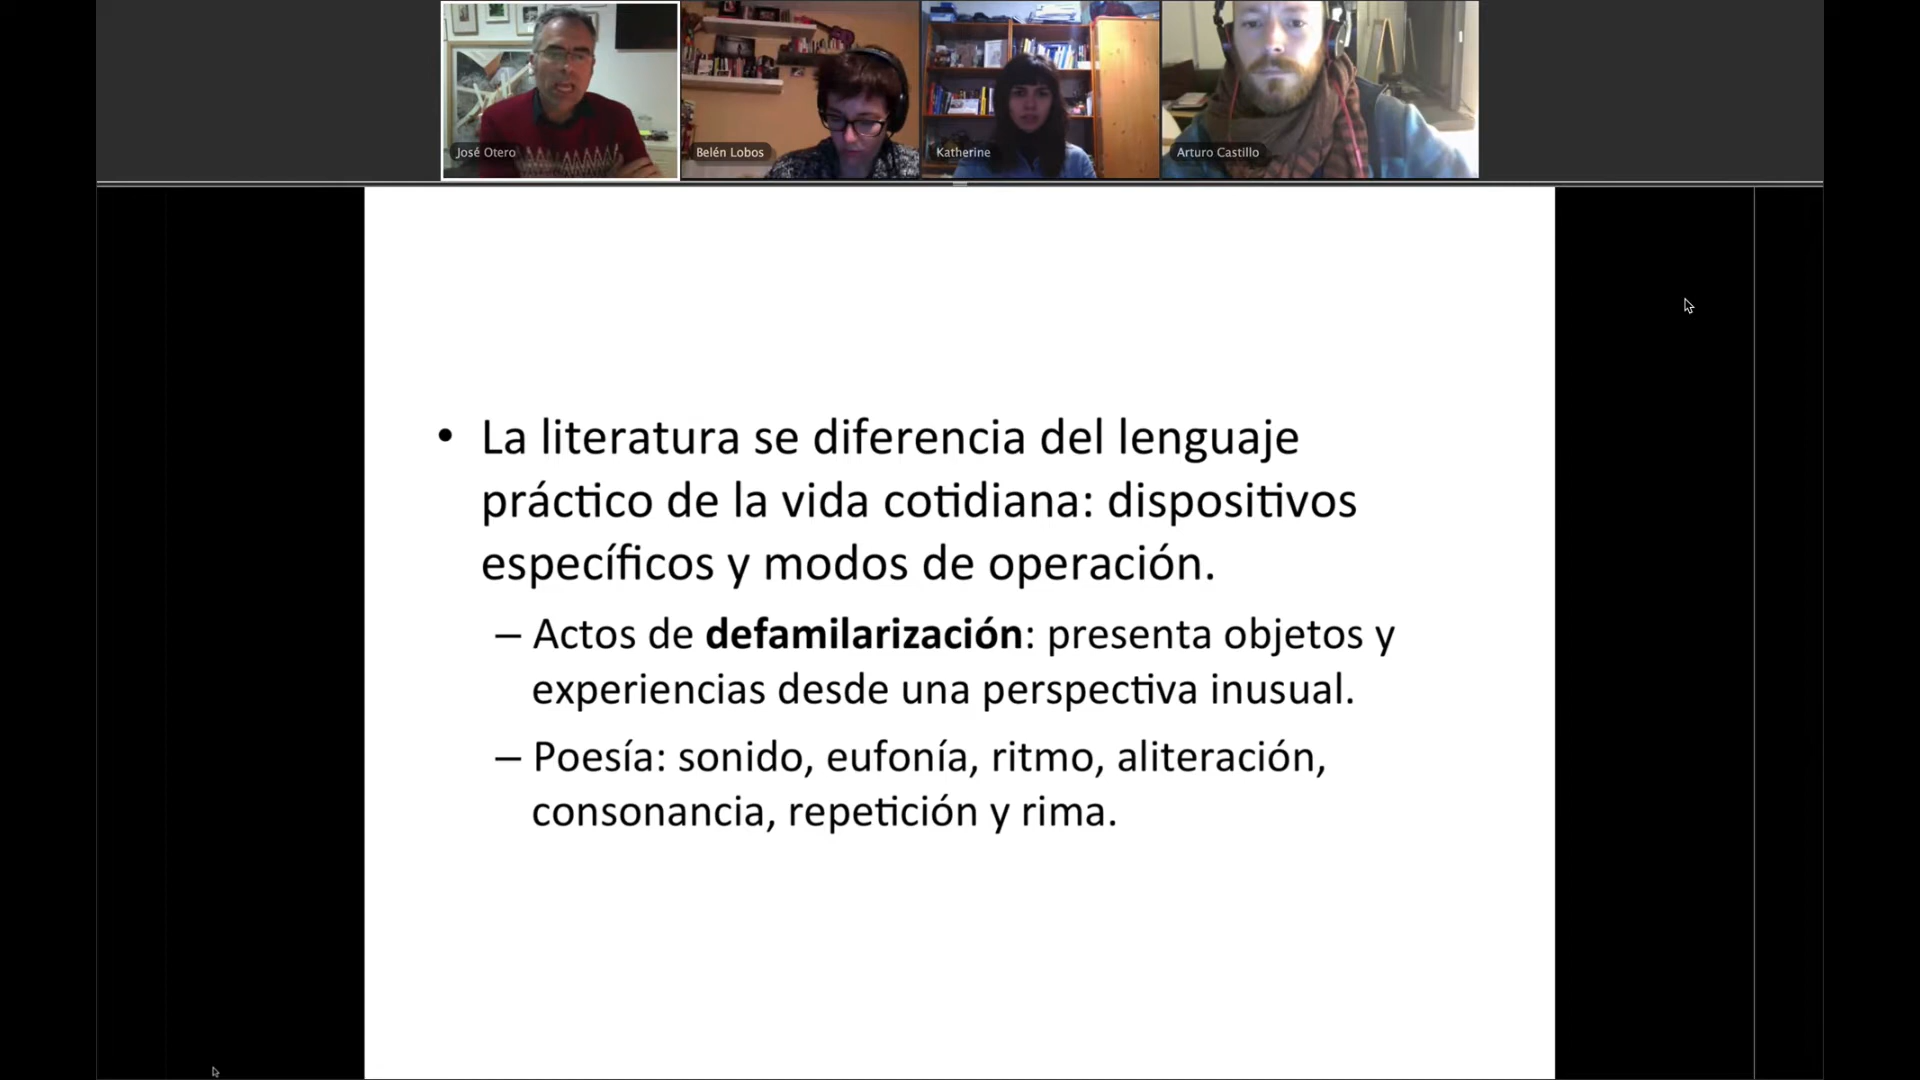 José Otero
Belén Lobos
Katherine
Arturo Castillo
• La literatura se diferencia del lenguaje
práctico de la vida cotidiana: dispositivos
específicos y modos de operación.
– Actos de defamilarización: presenta objetos y
experiencias desde una perspectiva inusual.
– Poesía: sonido, eufonía, ritmo, aliteración,
consonancia, repetición y rima.